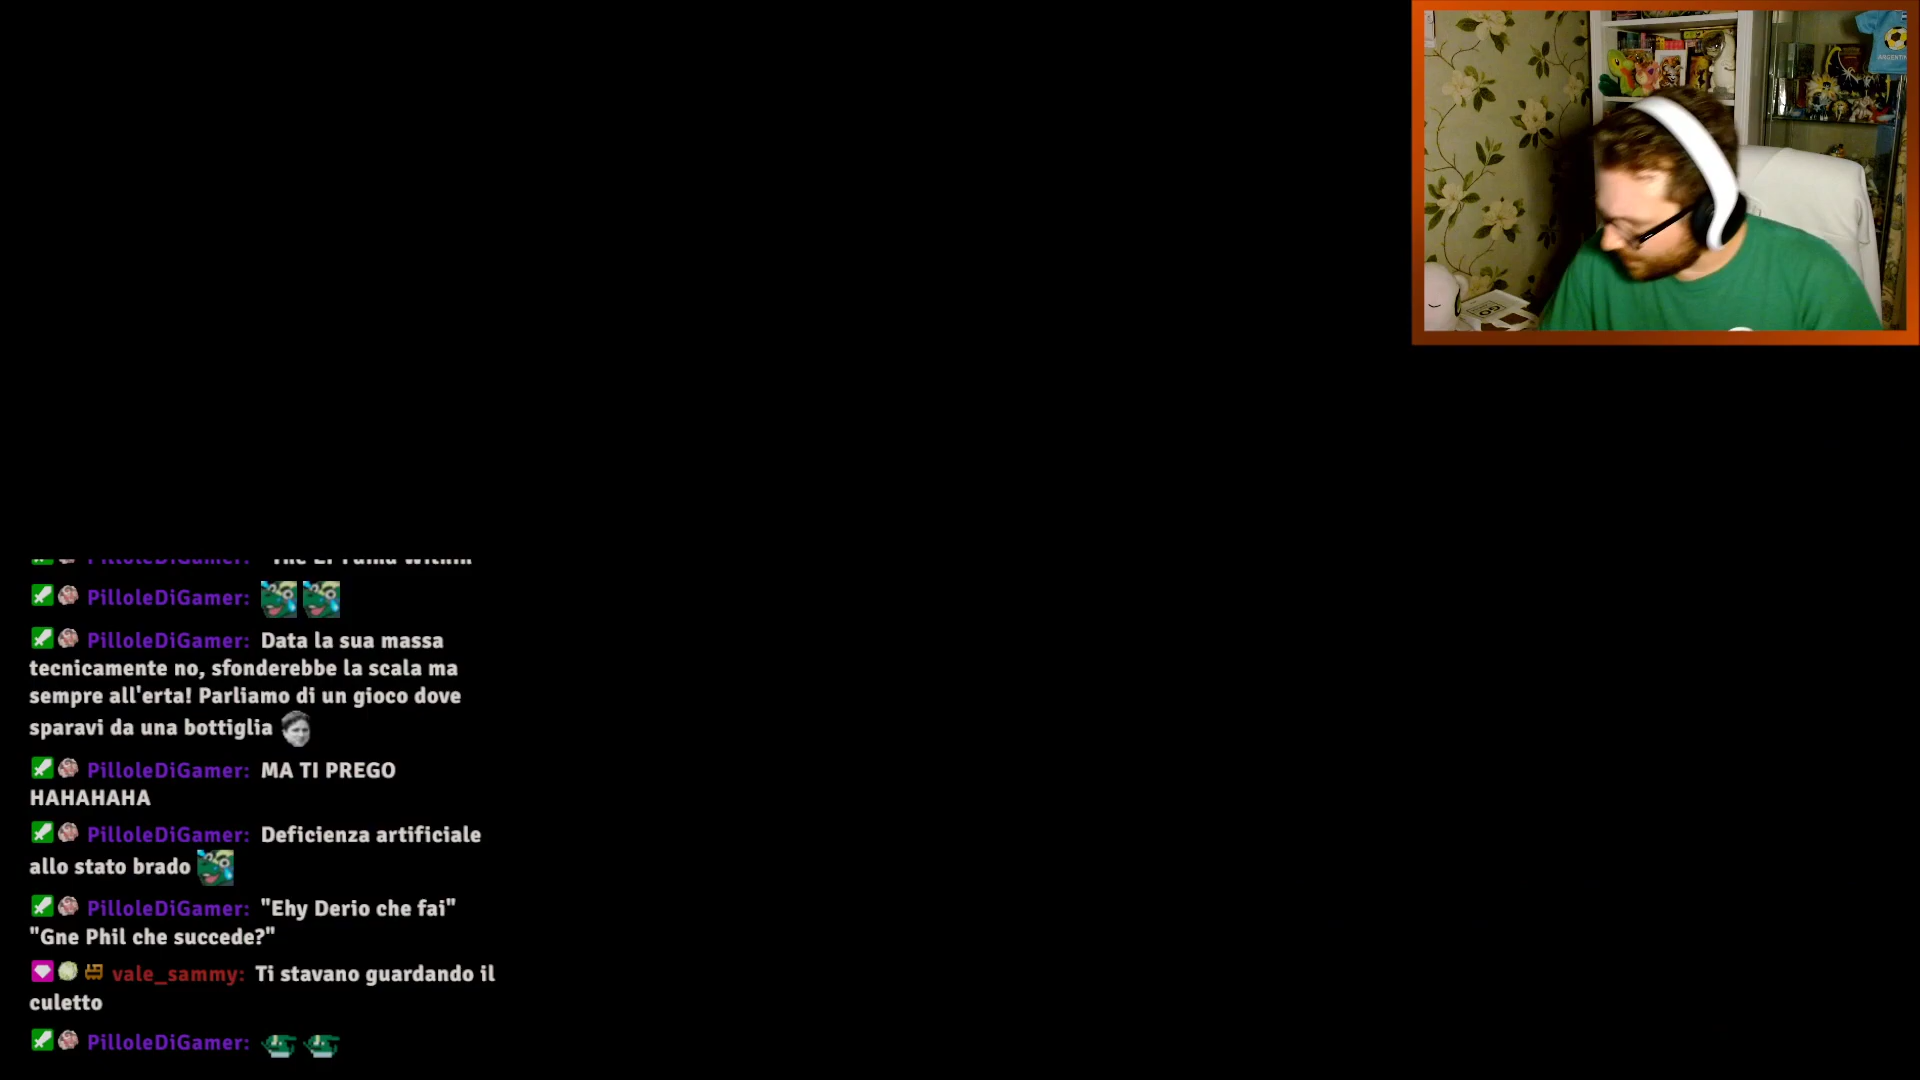 PilloleDiGamer:
PilloleDiGamer:
PilloleDiGamer: Data la sua massa
tecnicamente no, sfonderebbe la scala ma
sempre all'erta! Parliamo di un gioco dove
sparavi da una bottiglia
PilloleDiGamer: MA TI PREGO
HAHAHAHA
PilloleDiGamer: Deficienza artificiale
allo stato brado
PilloleDiGamer: "Ehy Derio che fai"
"Gne Phil che succede?"
vale_sammy: Ti stavano guardando il
culetto
PilloleDiGamer: